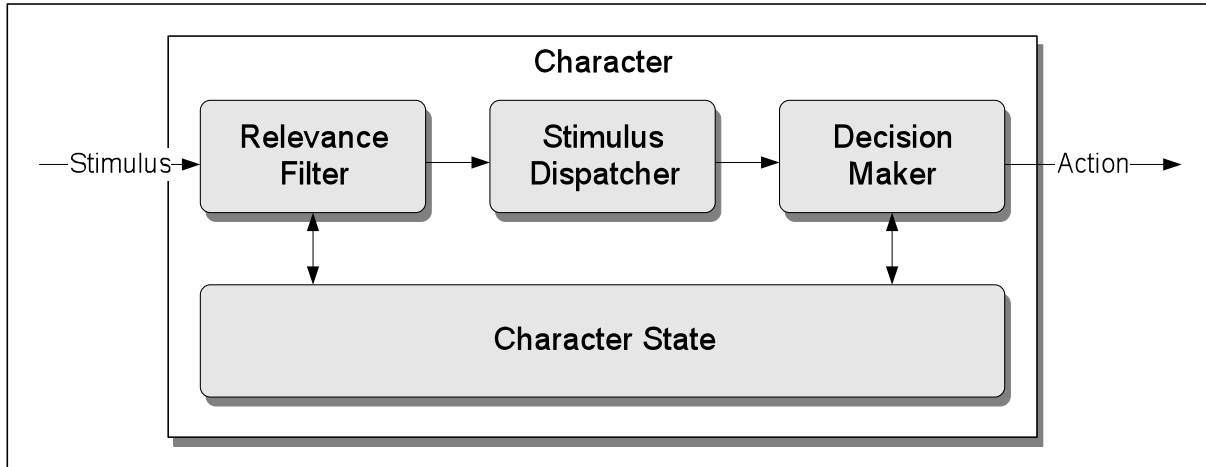 Character
Stimulus
Relevance
Filter
Stimulus
Dispatcher
Decision
Maker
Action
Character State